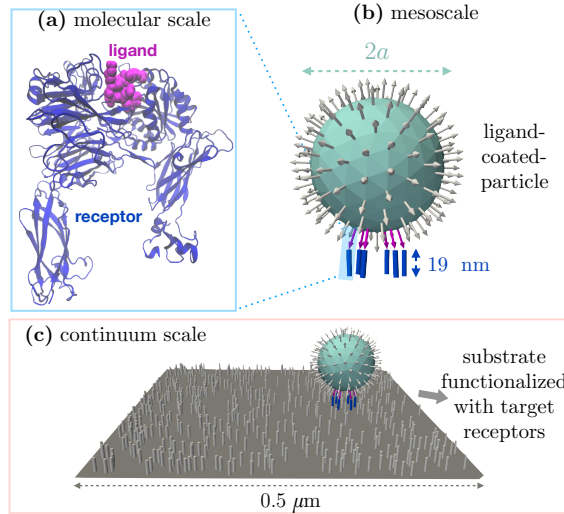 (a) molecular scale
ligand
receptor
(b) mesoscale
2a
ligand-
coated-
particle
19 nm
(c) continuum scale
substrate
functionalized
with target
receptors
0.5 μm